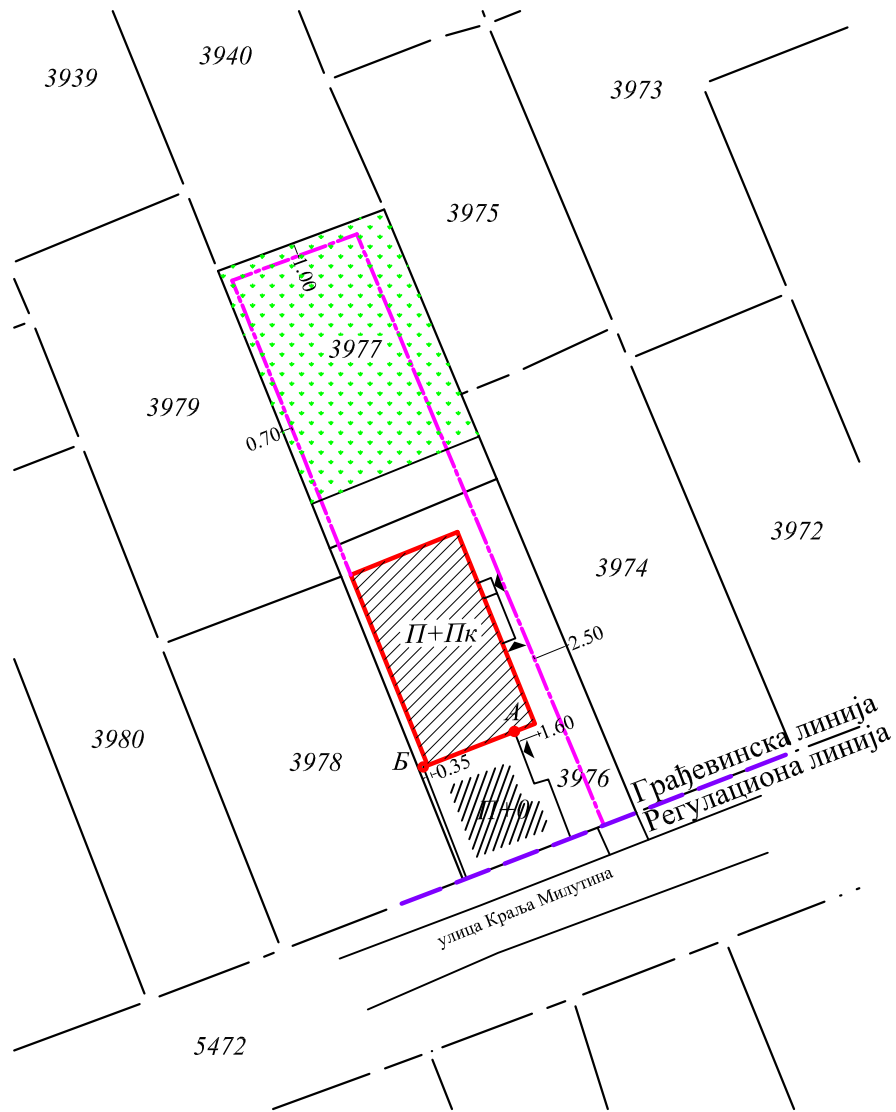 3939
3940
3973
3975
1.00
3977
3979
0.70
3972
3974
П+Пк
2.50
А
1.60
3980
3978
Б
0.35
3976
П+0
Грађевинска линија
Регулациона линија
улица Краља Милутина
5472